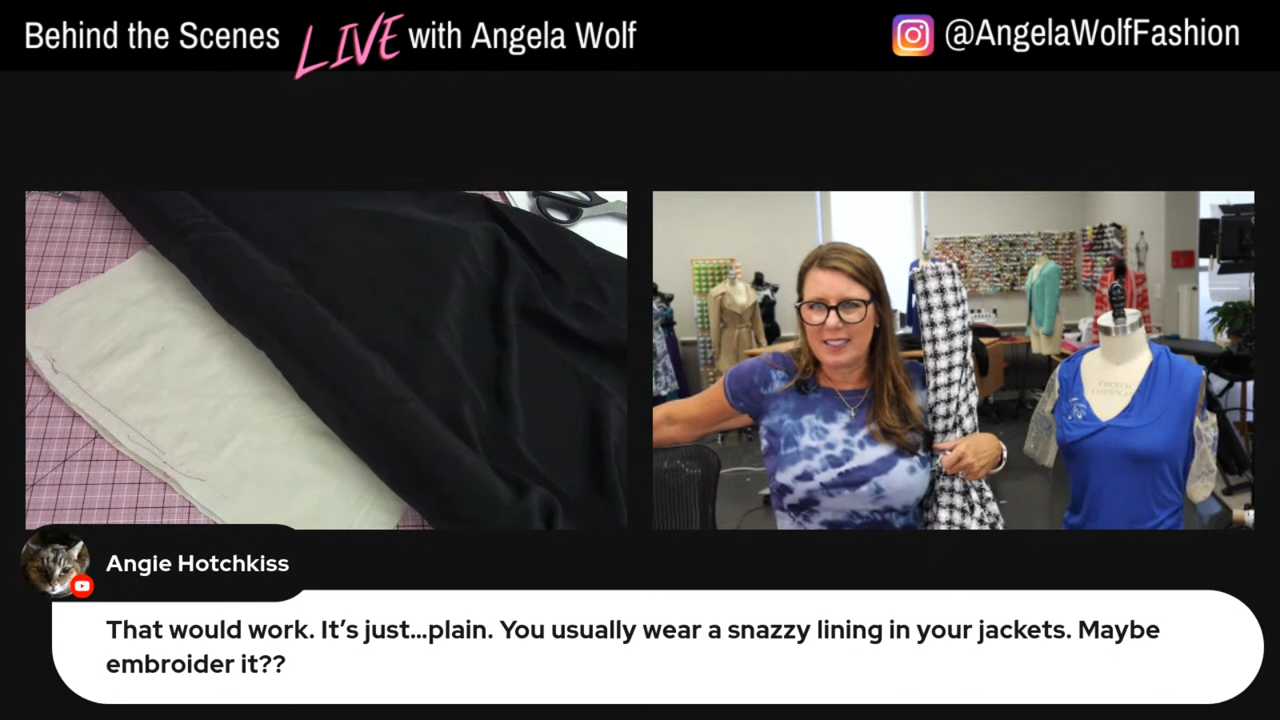 Behind the Scenes LIVE with Angela Wolf
@AngelaWolfFashion
Angie Hotchkiss
That would work. It's just...plain. You usually wear a snazzy lining in your jackets. Maybe
embroider it??